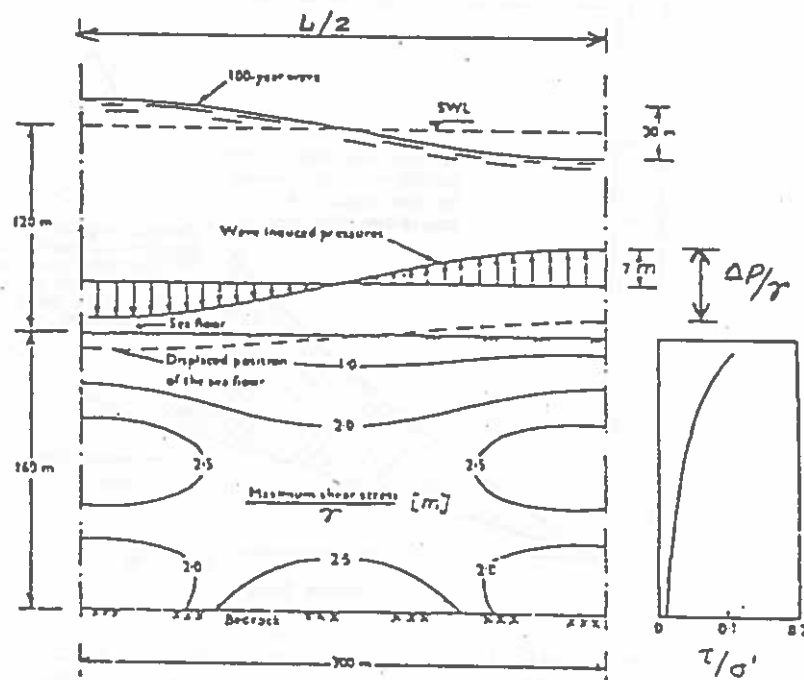 L/2
100-year wave
SWL
30 m
120 m
Wave induced pressures
7 m
ΔP/γ
Sea floor
Displaced position
of the sea floor
1.0
2.0
2.5
2.5
160 m
Maximum shear stress
γ
[m]
2.0
2.5
2.0
Bedrock
300 m
0
0.1
0.2
τ/σ'